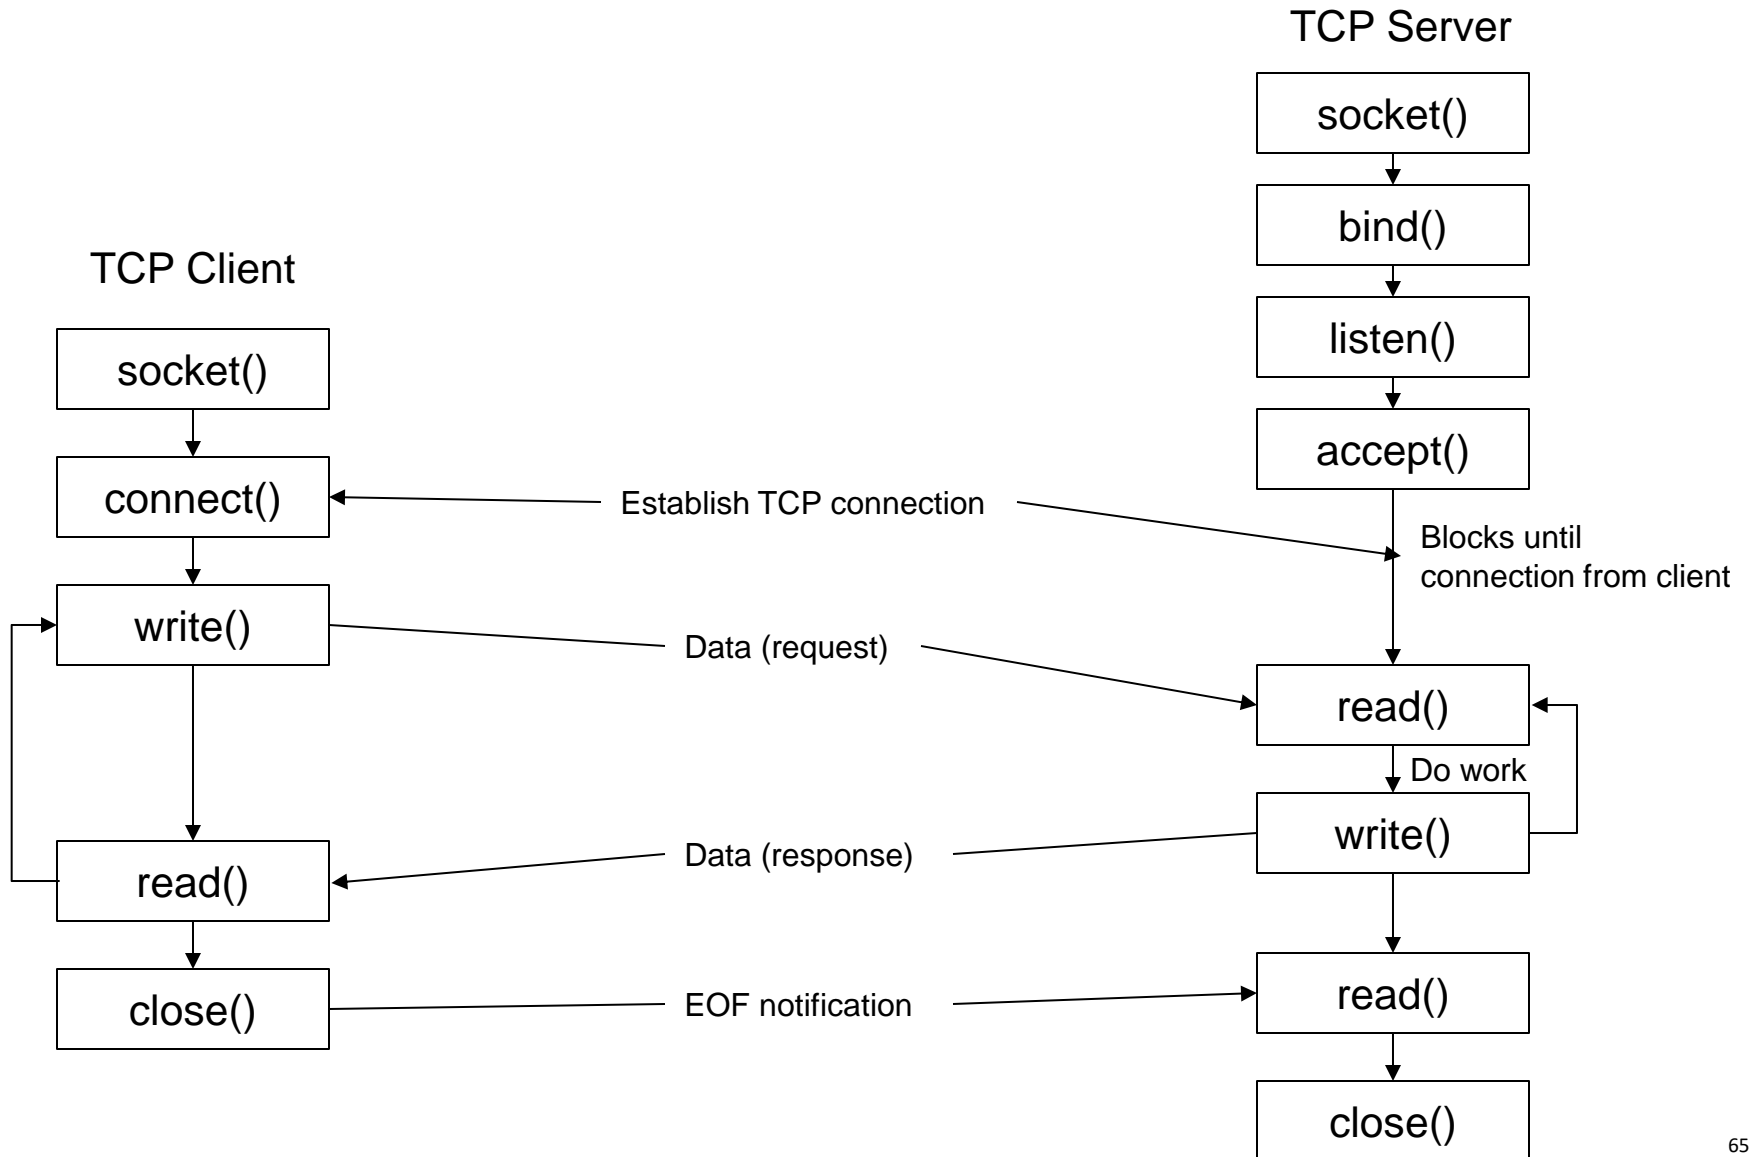 TCP Server
socket()
bind()
listen()
accept()
TCP Client
socket()
connect()
Establish TCP connection
Blocks until
connection from client
write()
Data (request)
read()
Do work
write()
Data (response)
read()
close()
EOF notification
read()
close()
65